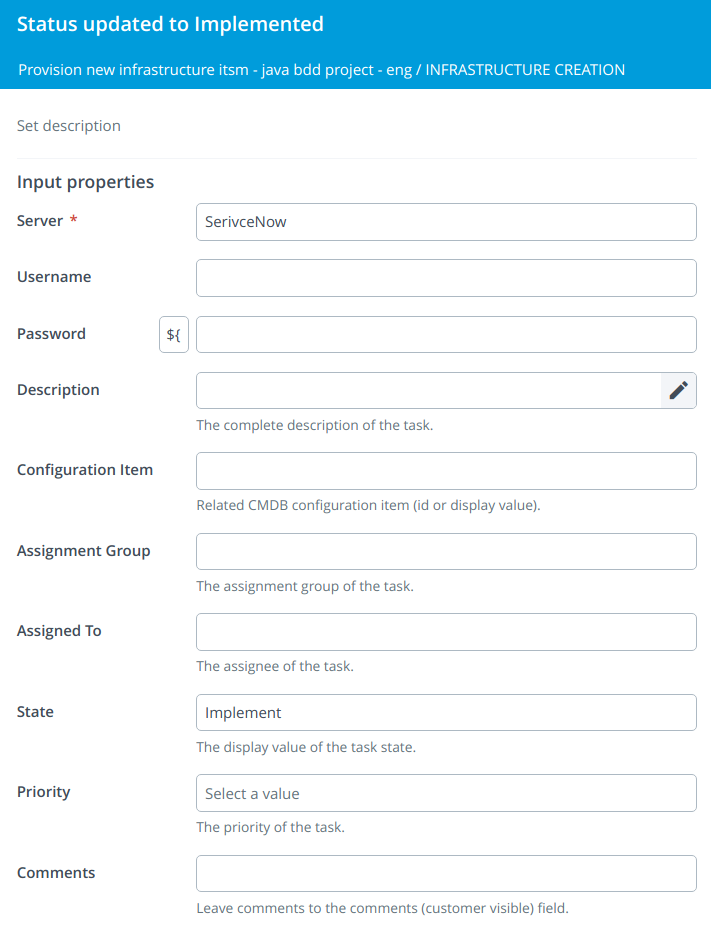 Status updated to Implemented
Provision new infrastructure itsm - java bdd project - eng / INFRASTRUCTURE CREATION
Set description
Input properties
Server * SerivceNow
Username
Password ${
Description
The complete description of the task.
Configuration Item
Related CMDB configuration item (id or display value).
Assignment Group
The assignment group of the task.
Assigned To
The assignee of the task.
State Implement
The display value of the task state.
Priority Select a value
The priority of the task.
Comments
Leave comments to the comments (customer visible) field.